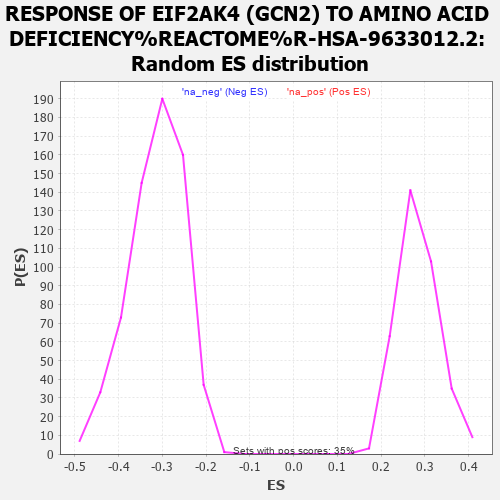 RESPONSE OF EIF2AK4 (GCN2) TO AMINO ACID
DEFICIENCY%REACTOME%R-HSA-9633012.2:
Random ES distribution
'na_neg' (Neg ES) 'na_pos' (Pos ES)
190
180
170
160
150
140
130
120
110
100
90
80
70
60
50
40
30
20
10
0
P(ES)
Sets with pos scores: 35%
-0.5 -0.4 -0.3 -0.2 -0.1 0.0 0.1 0.2 0.3 0.4
ES